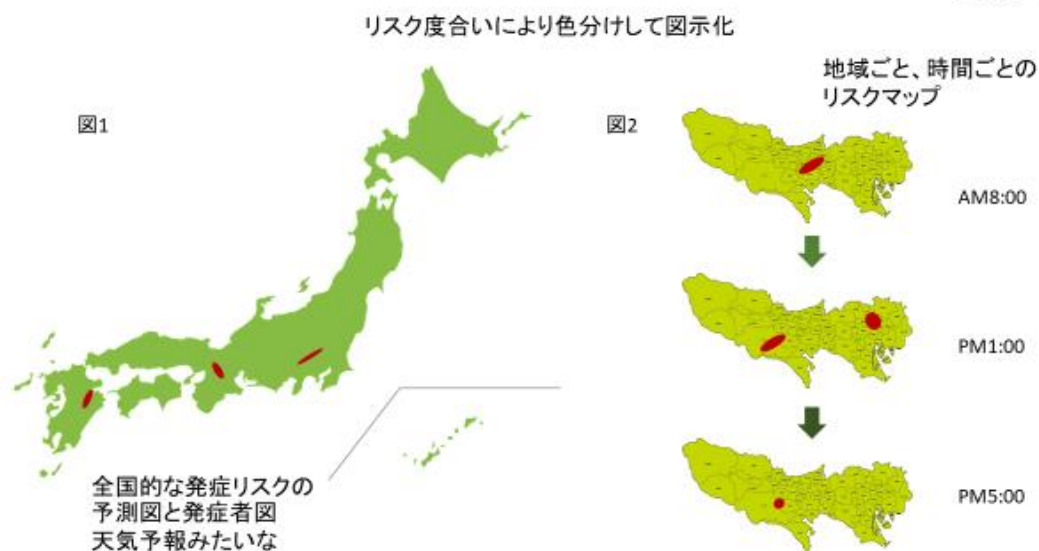 リスク度合いにより色分けして図示化
地域ごと、時間ごとの
リスクマップ
図1
図2
AM8:00
PM1:00
PM5:00
全国的な発症リスクの
予測図と発症者図
天気予報みたいな